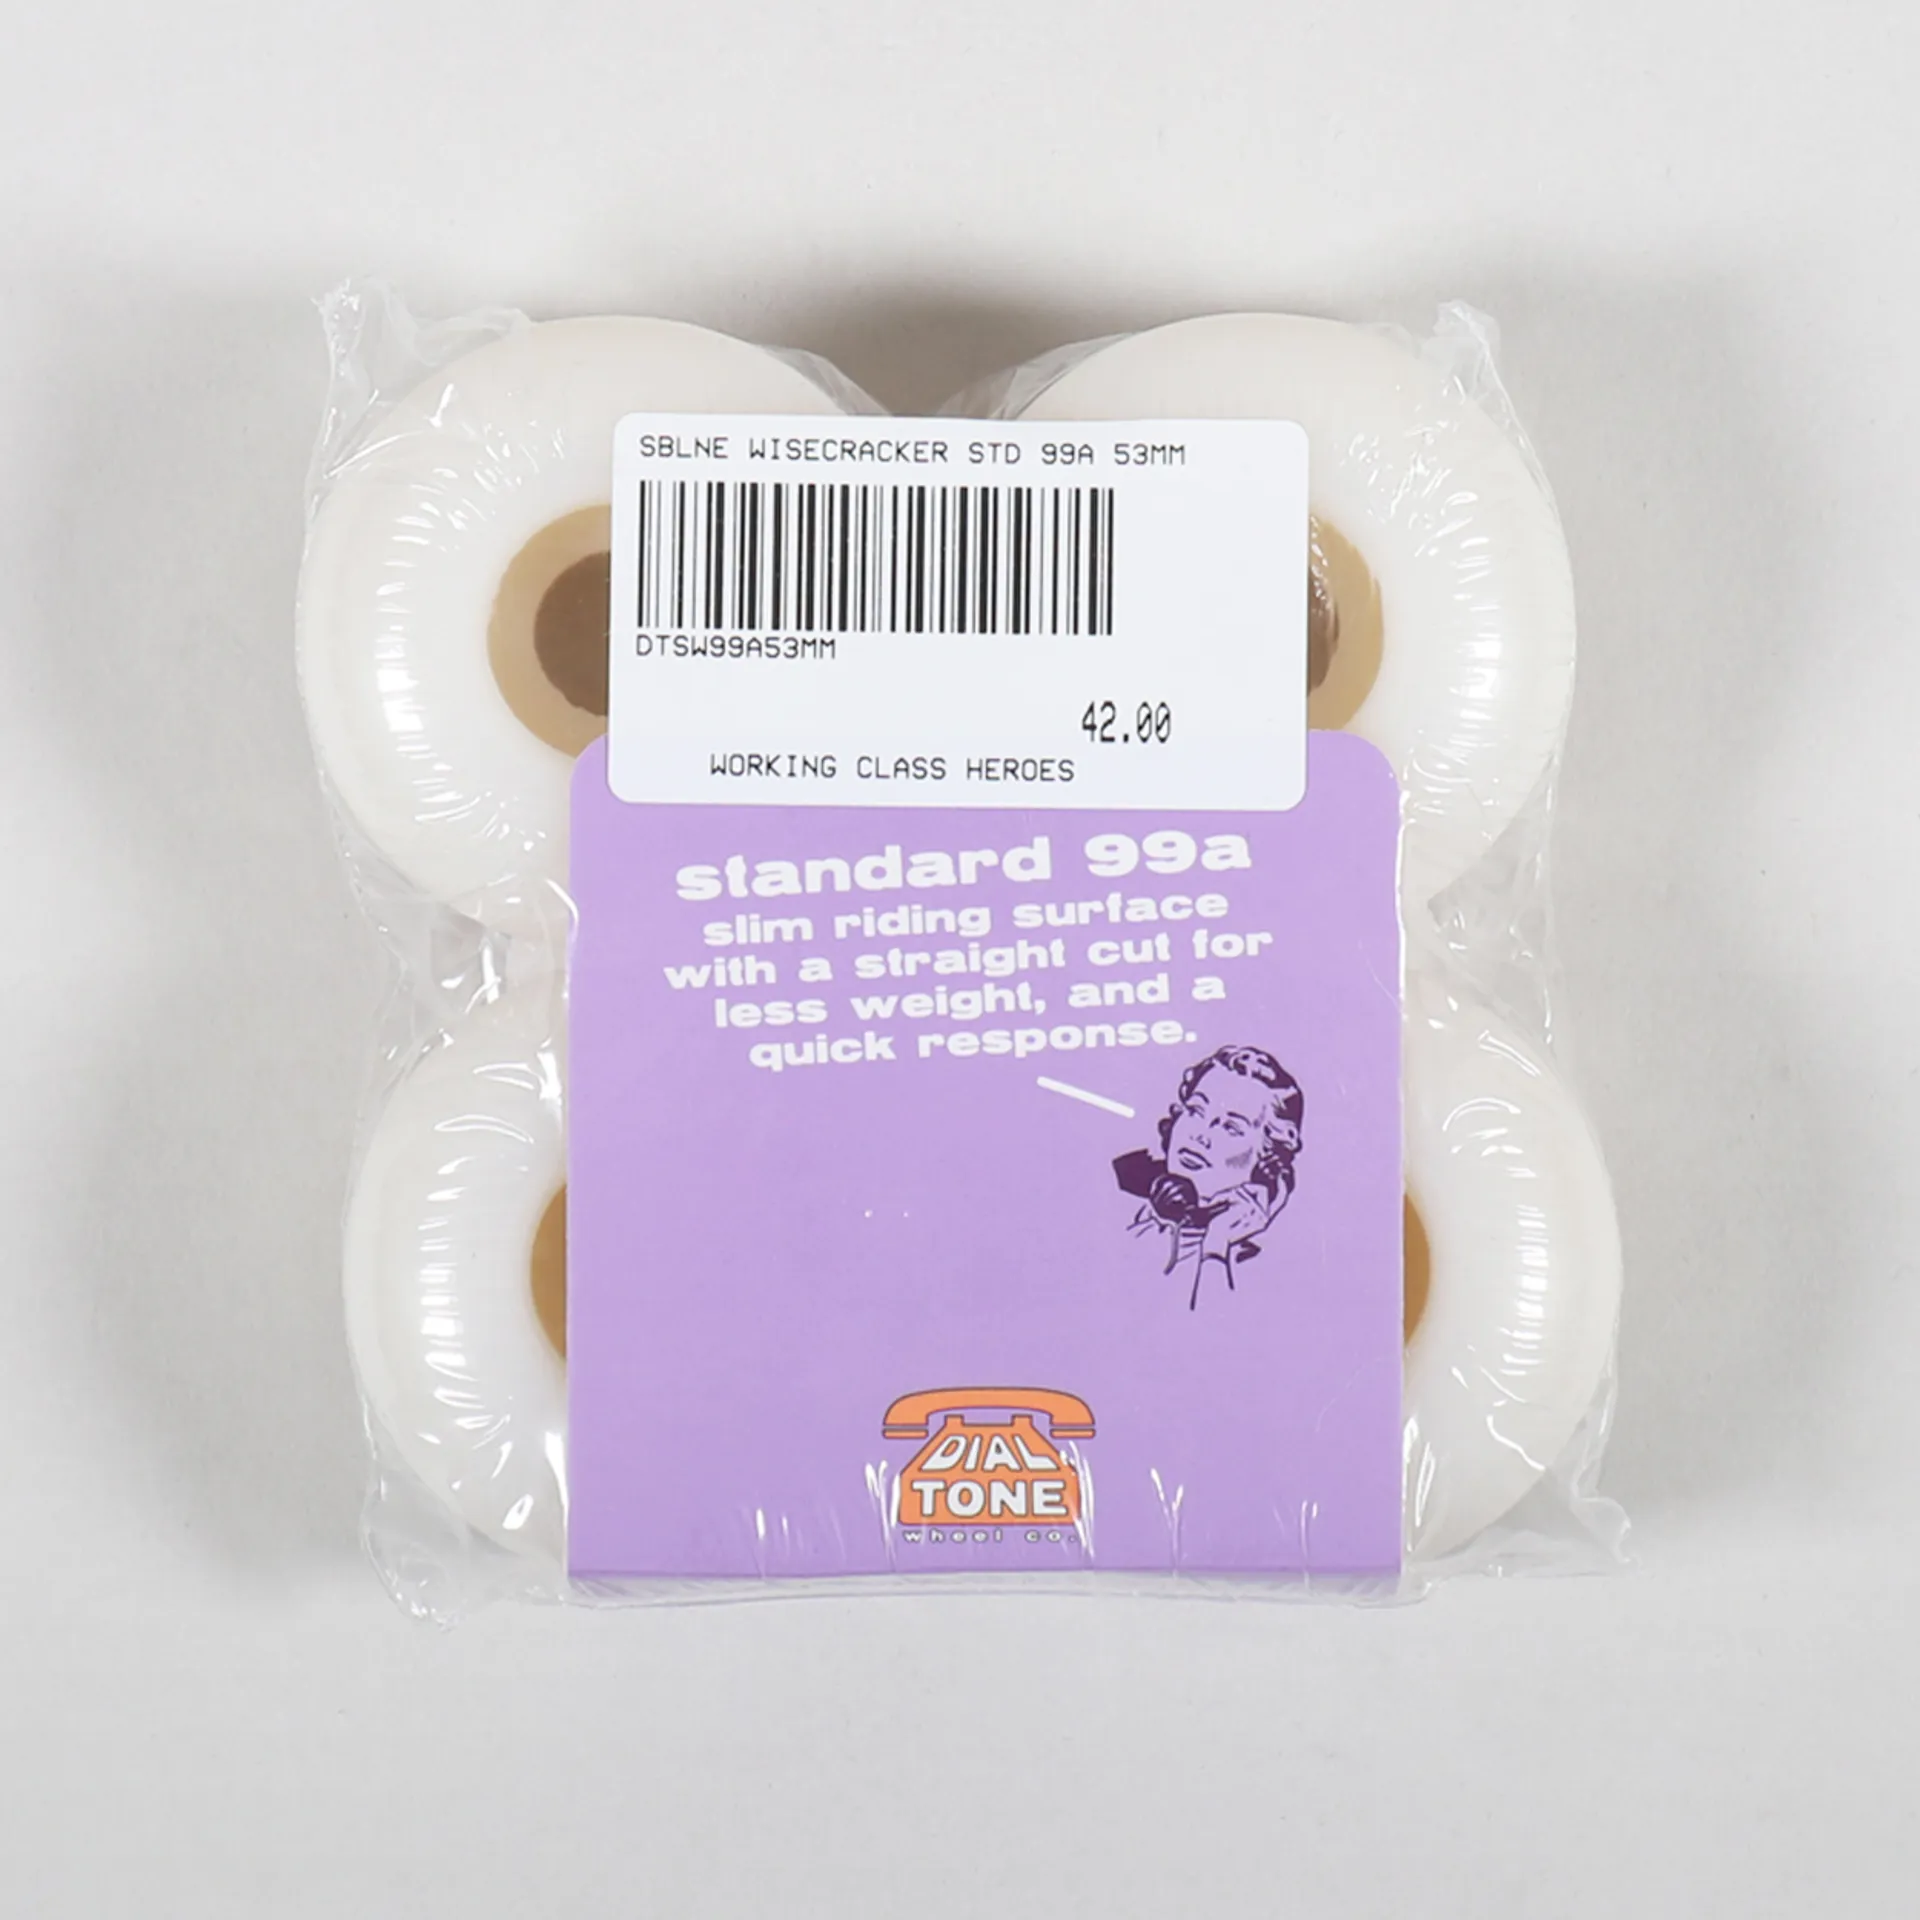 SBLNE WISECRACKER STD 99A 53MM
DTSW99A53MM
42.00
WORKING CLASS HEROES
standard 99a
slim riding surface
with a straight cut for
less weight, and a
quick response.
DIAL
TONE
wheel co.